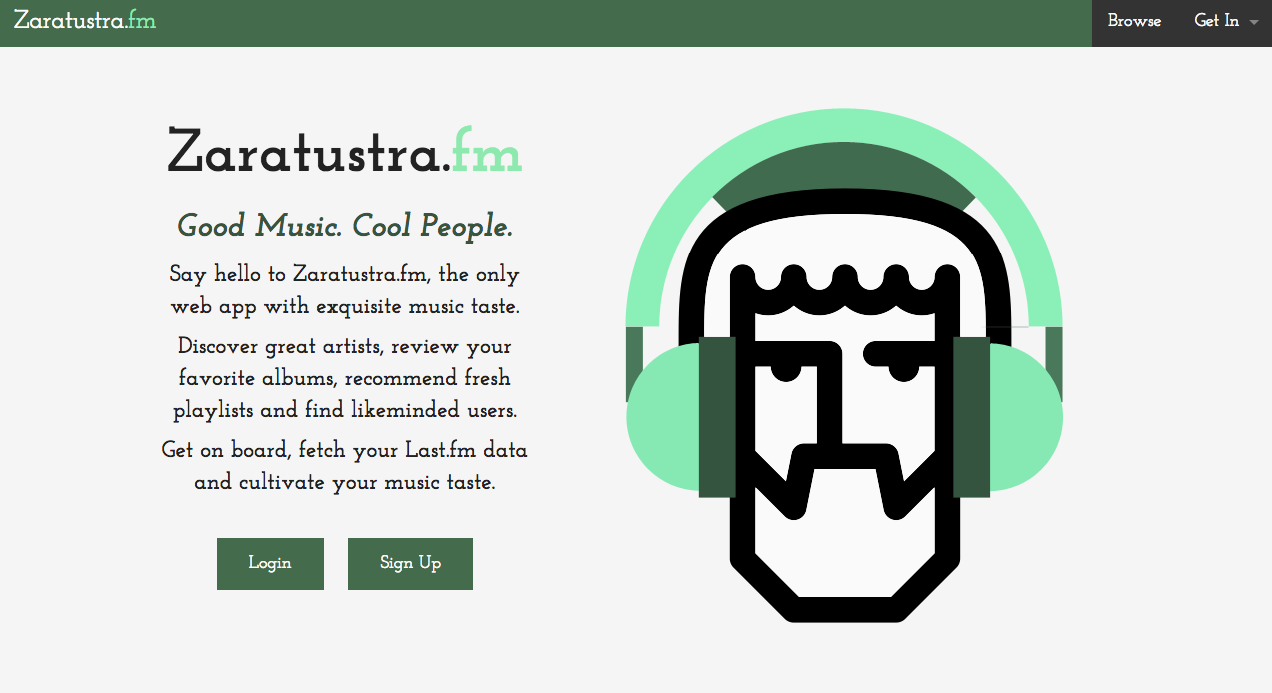 Zaratustra.fm
Browse
Get In
Zaratustra.fm
Good Music. Cool People.
Say hello to Zaratustra.fm, the only
web app with exquisite music taste.
Discover great artists, review your
favorite albums, recommend fresh
playlists and find likeminded users.
Get on board, fetch your Last.fm data
and cultivate your music taste.
Login
Sign Up